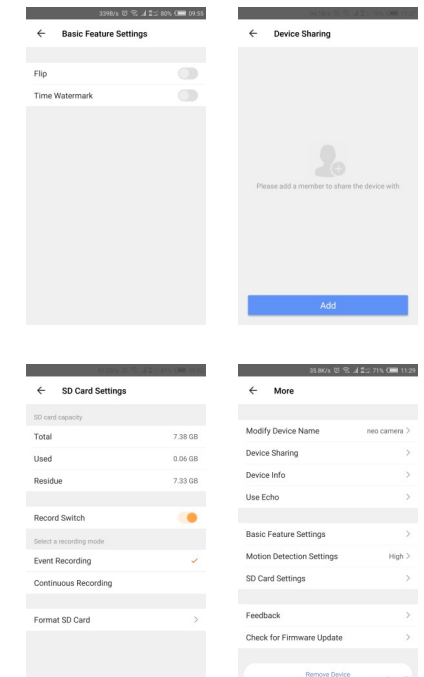 339B/s 80% 09:55
← Basic Feature Settings
Flip
Time Watermark
← Device Sharing
Please add a member to share the device with
Add
← SD Card Settings
SD card capacity
Total 7.38 GB
Used 0.06 GB
Residue 7.33 GB
Record Switch
Select a recording mode
Event Recording
Continuous Recording
Format SD Card >
35.8K/s 71% 11:29
← More
Modify Device Name neo camera >
Device Sharing >
Device Info >
Use Echo >
Basic Feature Settings >
Motion Detection Settings High >
SD Card Settings >
Feedback >
Check for Firmware Update >
Remove Device